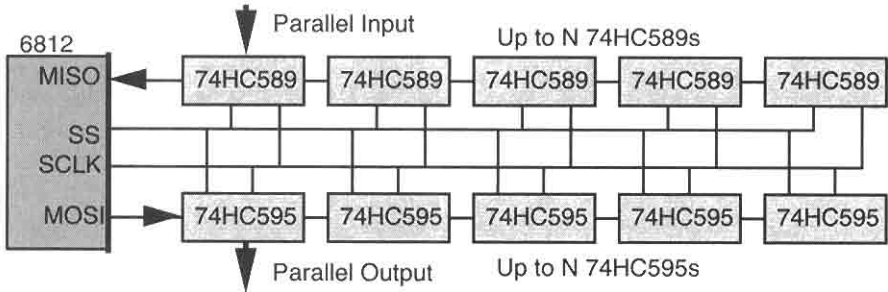 Parallel Input
Up to N 74HC589s
6812
MISO
74HC589 74HC589 74HC589 74HC589 74HC589
SS
SCLK
MOSI
74HC595 74HC595 74HC595 74HC595 74HC595
Parallel Output
Up to N 74HC595s